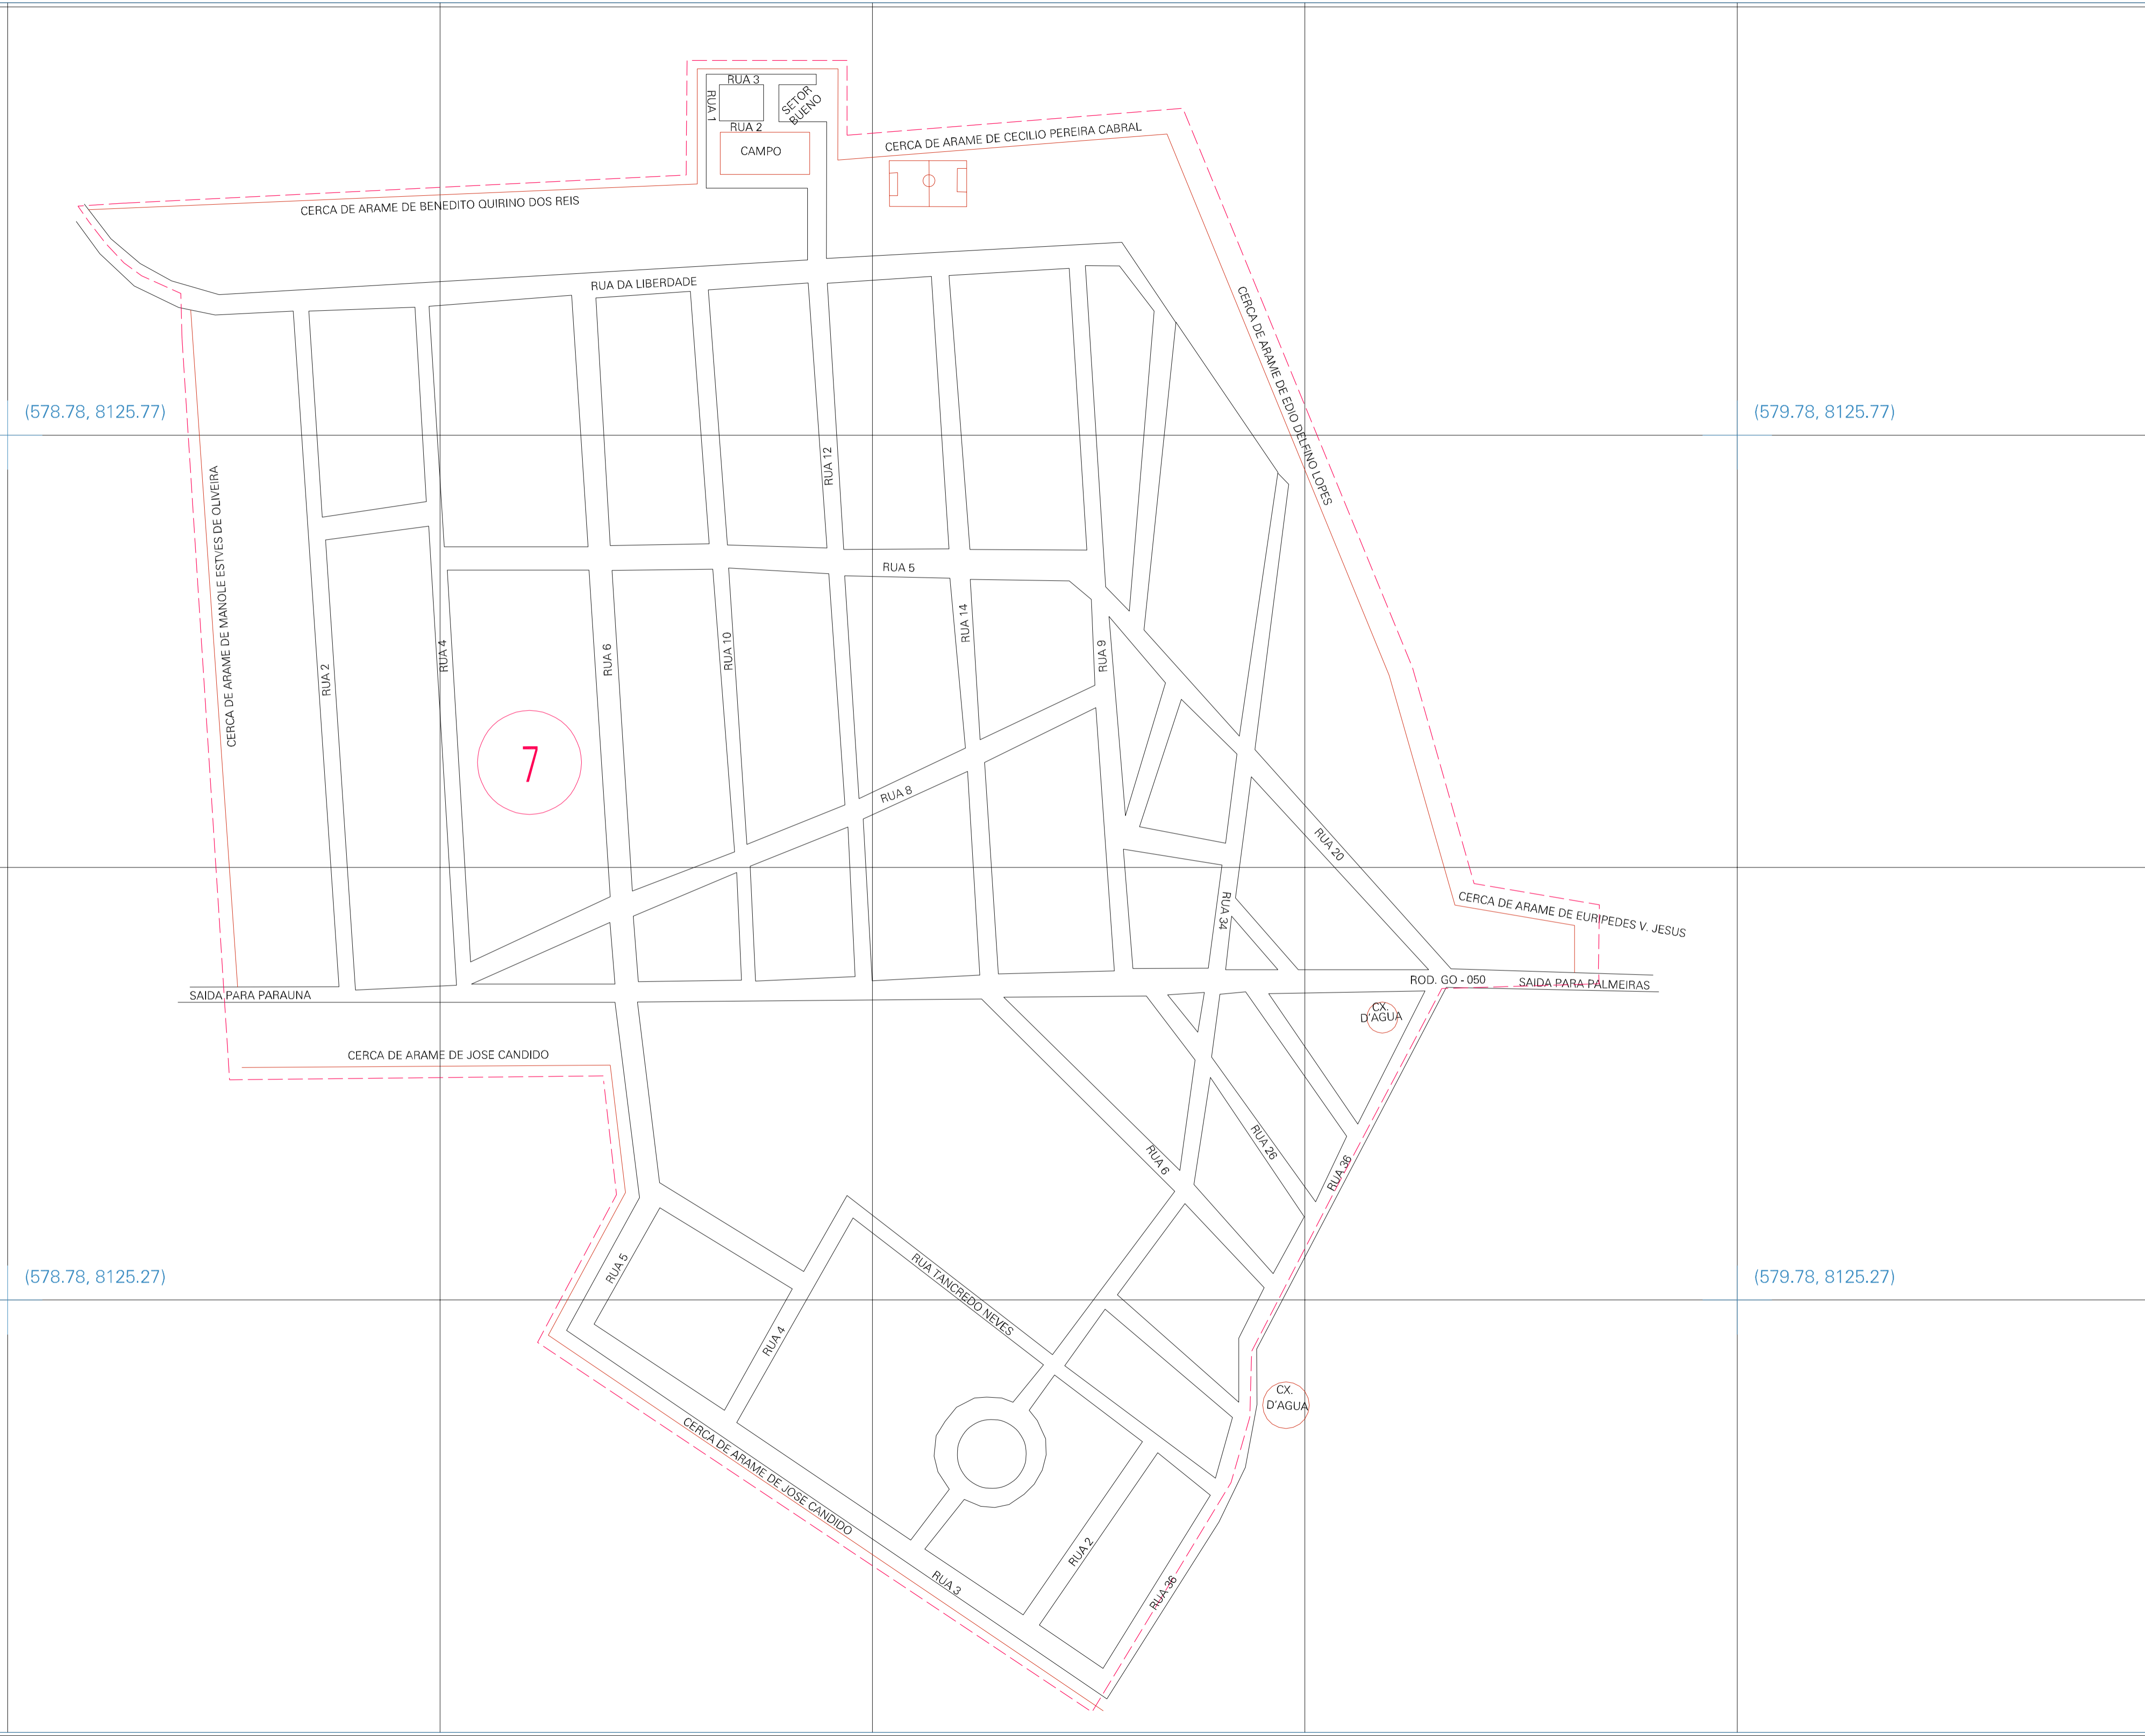 RUA 3
RUA 1
SETOR
BUENO
RUA 2
CAMPO
CERCA DE ARAME DE CECILIO PEREIRA CABRAL
CERCA DE ARAME DE BENEDITO QUIRINO DOS REIS
RUA DA LIBERDADE
CERCA DE ARAME DE EDIO DELFINO LOPES
(578.78, 8125.77)
(579.78, 8125.77)
CERCA DE ARAME DE MANOLE ESTVES DE OLIVEIRA
RUA 12
RUA 5
RUA 14
RUA 2
RUA 4
RUA 6
RUA 10
RUA 9
7
RUA 8
RUA 20
RUA 34
CERCA DE ARAME DE EURIPEDES V. JESUS
ROD. GO - 050
SAIDA PARA PALMEIRAS
SAIDA PARA PARAUNA
CX.
D'AGUA
CERCA DE ARAME DE JOSE CANDIDO
RUA 6
RUA 26
RUA 36
(578.78, 8125.27)
(579.78, 8125.27)
RUA 5
RUA TANCREDO NEVES
RUA 4
CX.
D'AGUA
CERCA DE ARAME DE JOSE CANDIDO
RUA 2
RUA 3
RUA 36